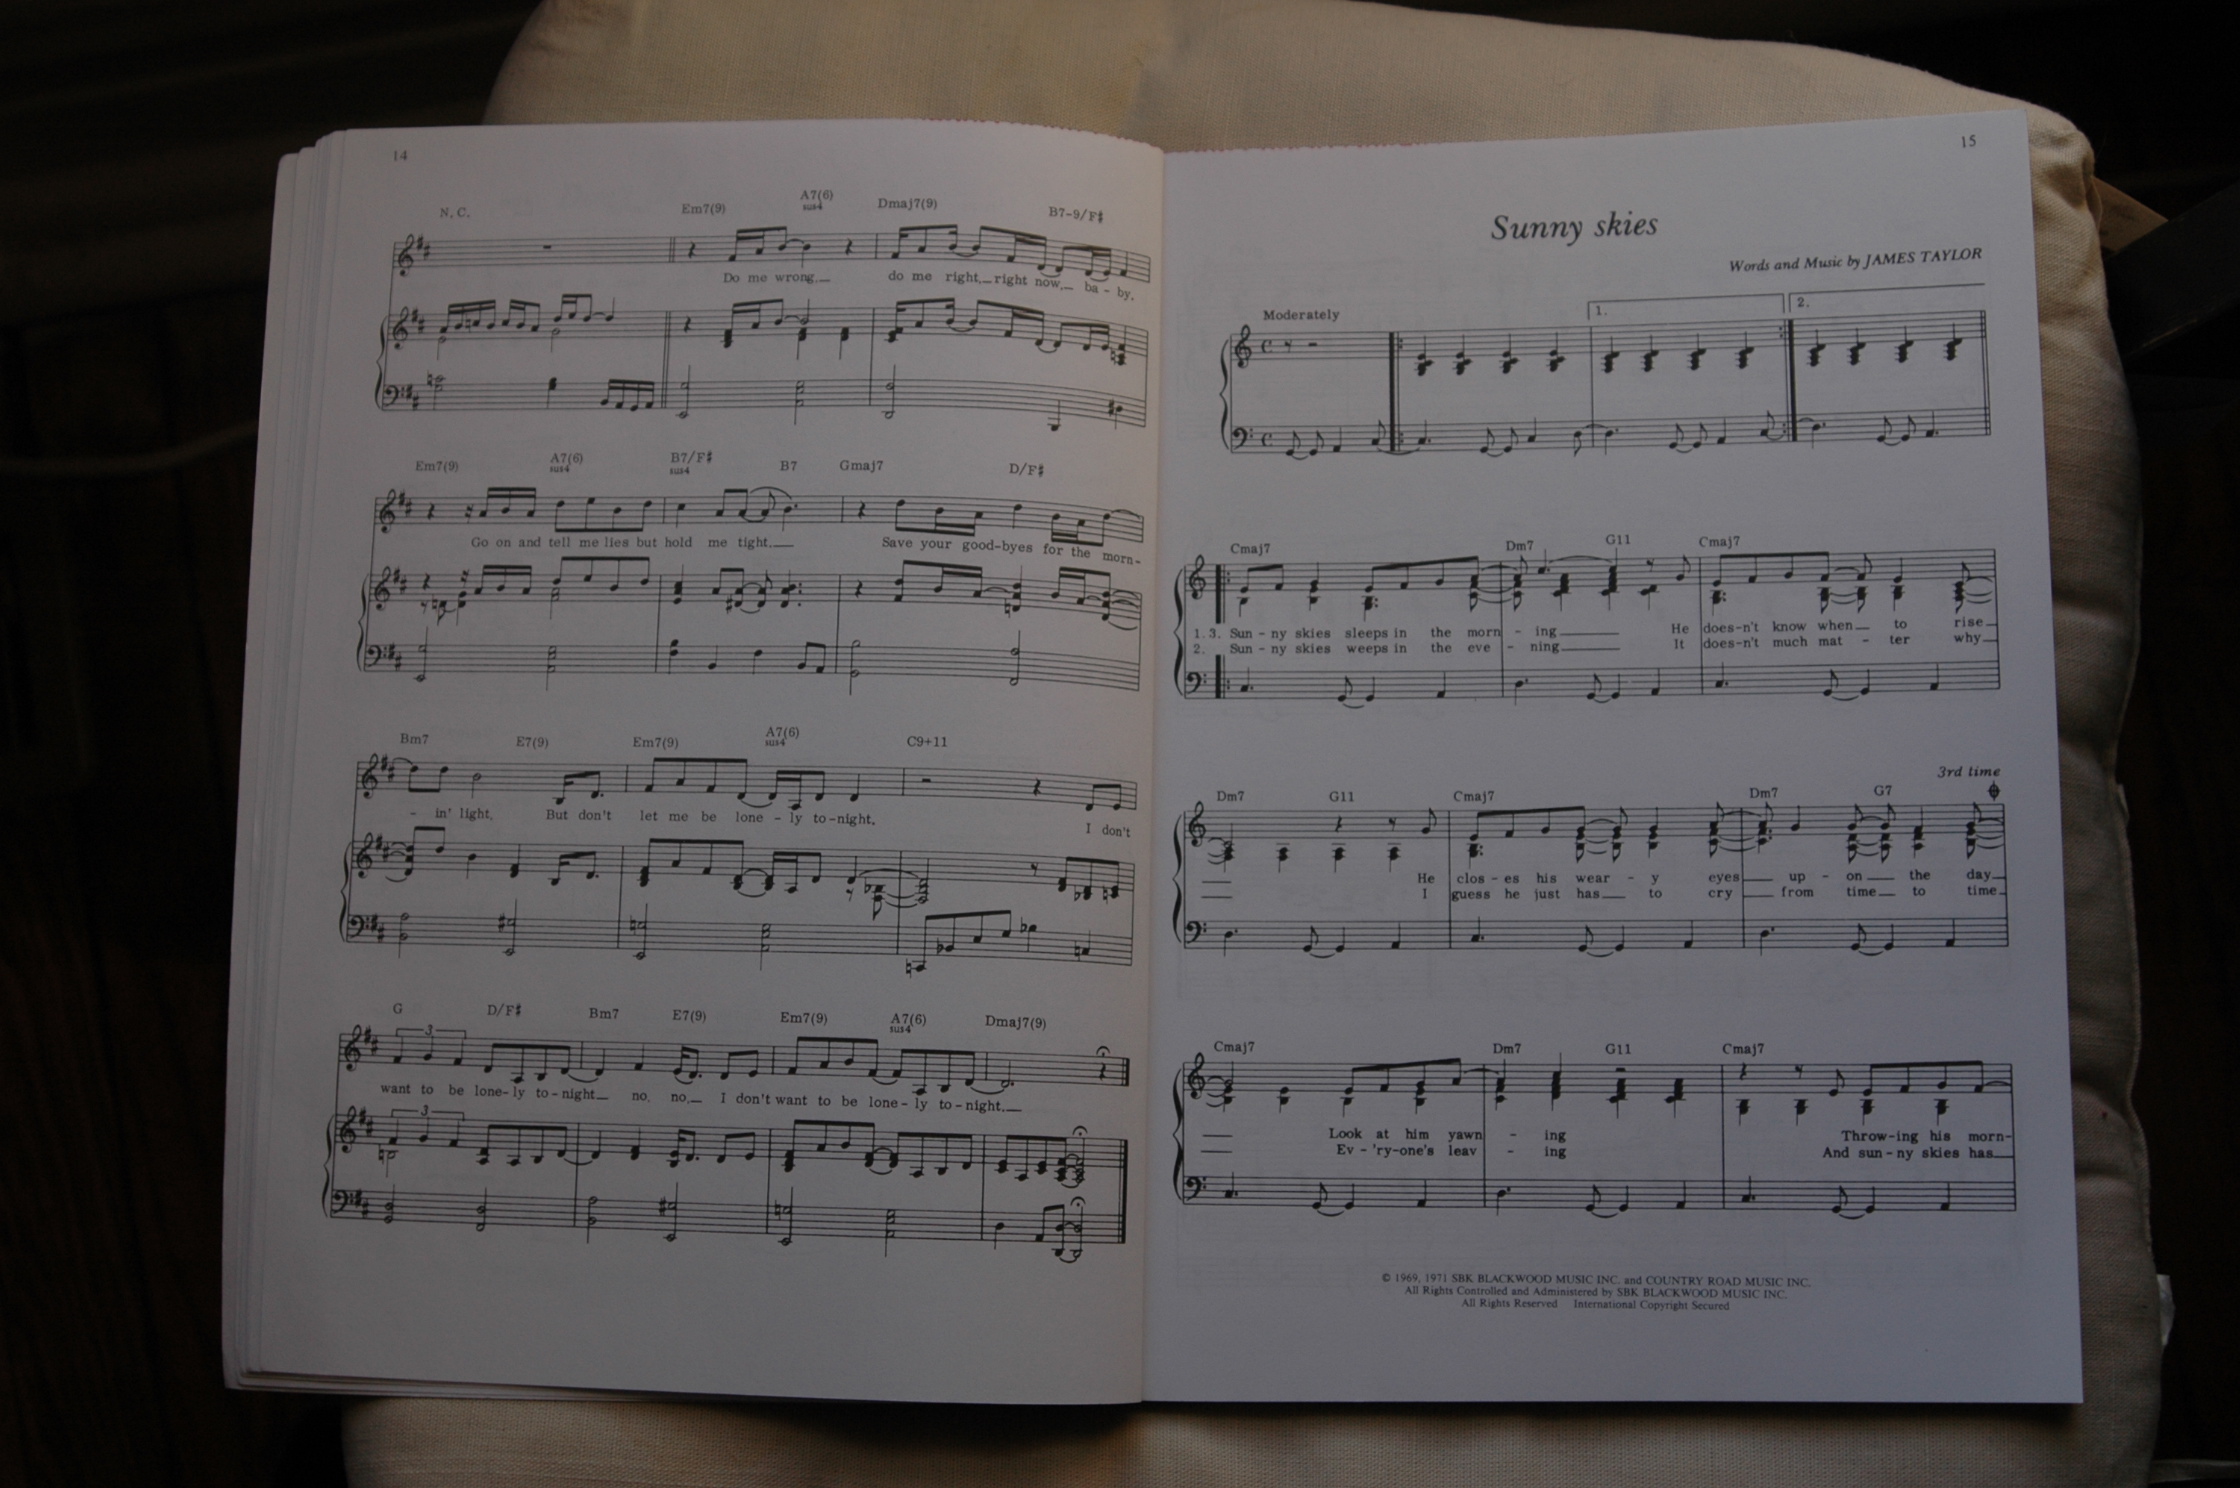 14
N.C. Em7(9) A7(6) sus4 Dmaj7(9) B7-9/F♯
Do me wrong,— do me right,—right now,— ba - by.
Em7(9) A7(6) sus4 B7/F♯ sus4 B7 Gmaj7 D/F♯
Go on and tell me lies but hold me tight.— Save your good-byes for the morn-
Bm7 E7(9) Em7(9) A7(6) sus4 C9+11
- in' light, But don't let me be lone - ly to-night. I don't
G D/F♯ Bm7 E7(9) Em7(9) A7(6) sus4 Dmaj7(9)
3
want to be lone-ly to-night— no, no,— I don't want to be lone-ly to-night.—
3
15
Sunny skies
Words and Music by JAMES TAYLOR
Moderately 1. 2.
Cmaj7 Dm7 G11 Cmaj7
1.3. Sun - ny skies sleeps in the morn - ing — He does-n't know when— to rise—
2. Sun - ny skies weeps in the eve - ning — It does-n't much mat - ter why—
3rd time
Dm7 G11 Cmaj7 Dm7 G7
— He clos - es his wear - y eyes— up - on— the day—
— I guess he just has— to cry — from time— to time—
Cmaj7 Dm7 G11 Cmaj7
— Look at him yawn - ing Throw-ing his morn-
— Ev - 'ry-one's leav - ing And sun-ny skies has—
© 1969, 1971 SBK BLACKWOOD MUSIC INC. and COUNTRY ROAD MUSIC INC.
All Rights Controlled and Administered by SBK BLACKWOOD MUSIC INC.
All Rights Reserved International Copyright Secured